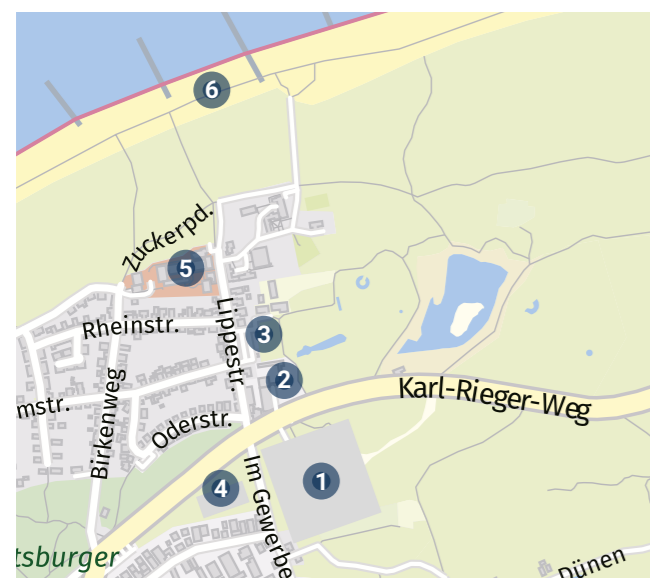 6
Zuckerpd.
5
Lippestr.
Rheinstr.
3
2
mstr.
Birkenweg
Karl-Rieger-Weg
Oderstr.
4
1
Im Gewerbe
tsburger
Dünen